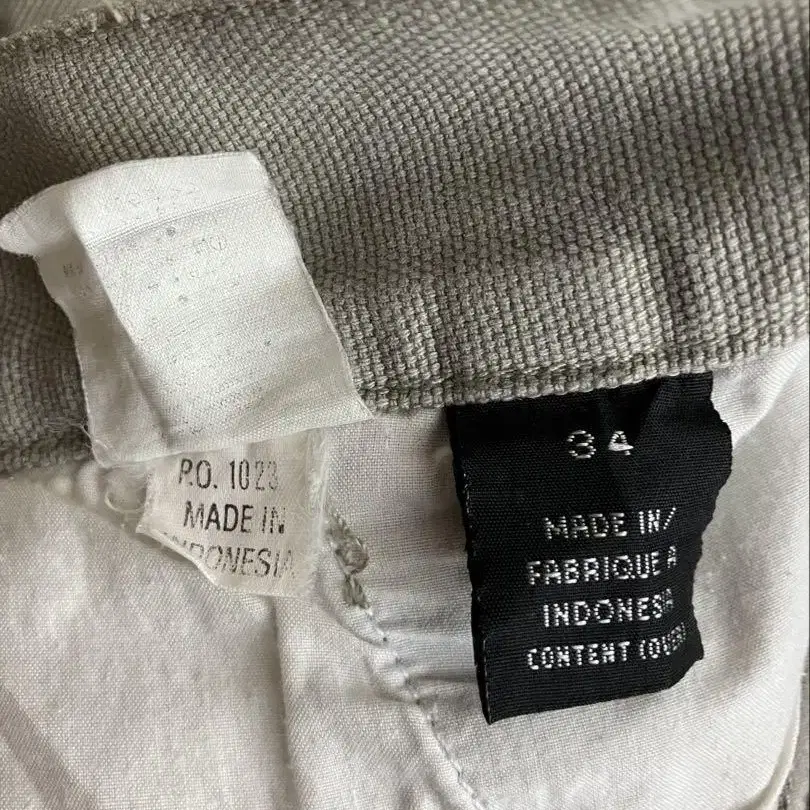 P.O. 1023
MADE IN
INDONESIA
34
MADE IN/
FABRIQUE A
INDONESIA
CONTENT (OVER)